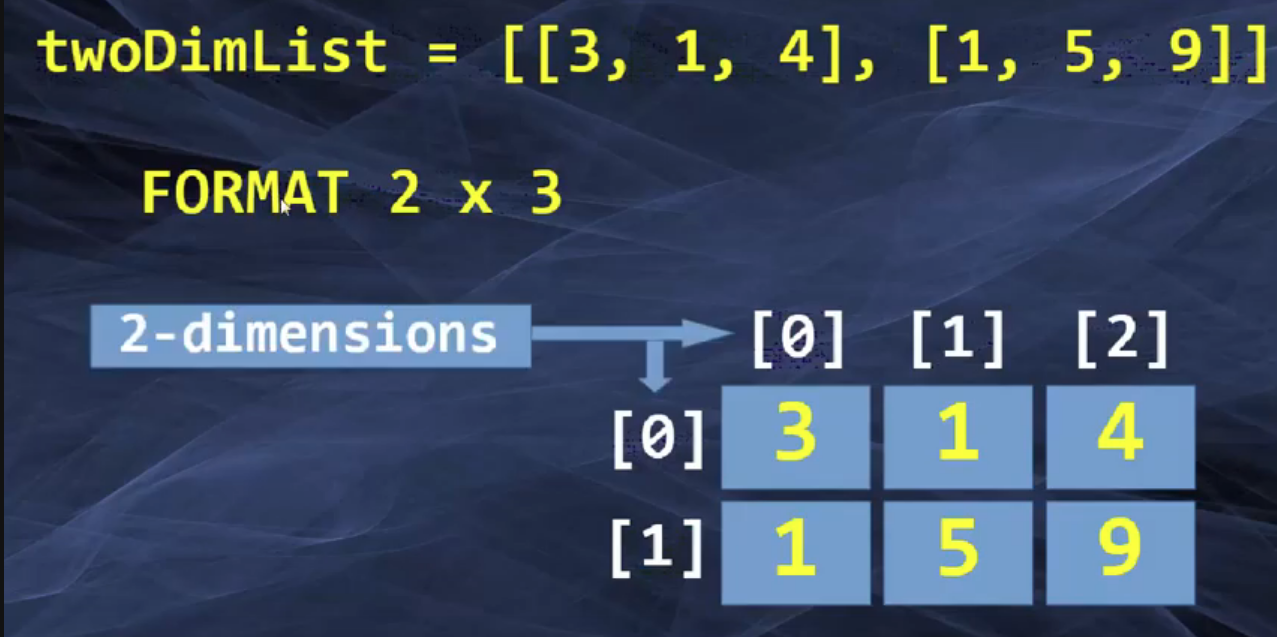 twoDimList = [[3, 1, 4], [1, 5, 9]]
FORMAT 2 x 3
2-dimensions [0] [1] [2]
[0] 3 1 4
[1] 1 5 9